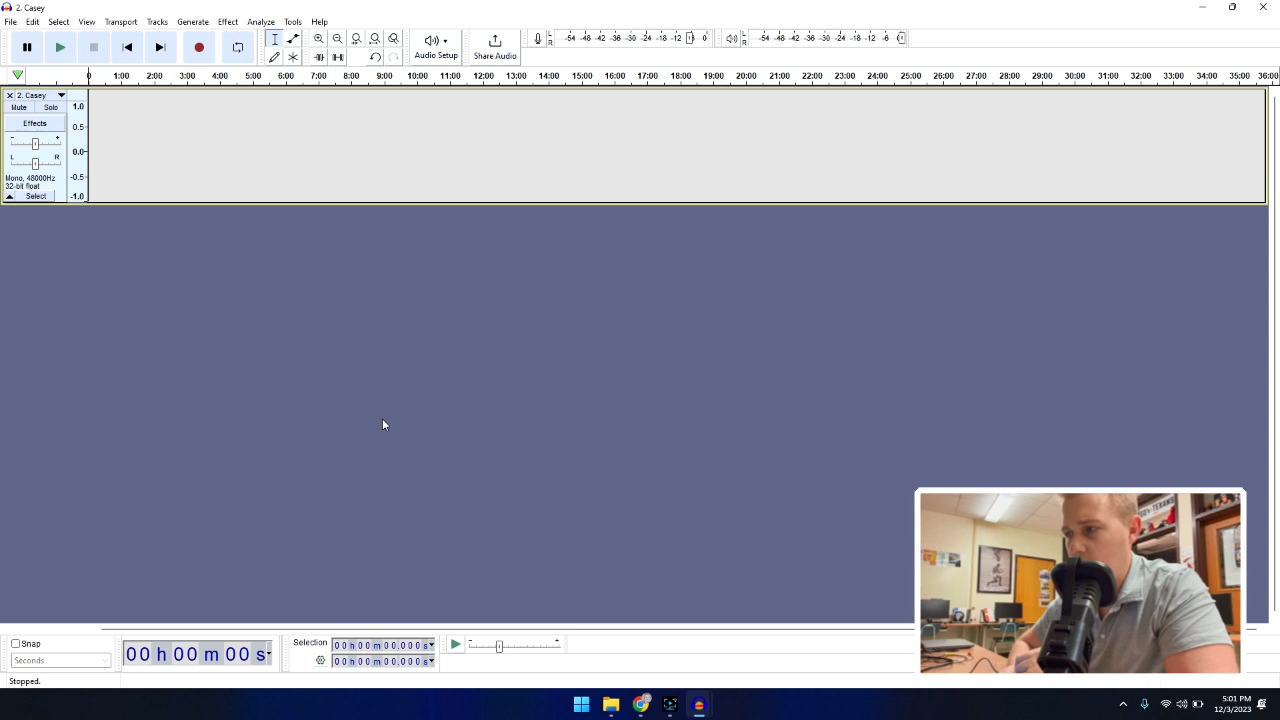 2. Casey
File Edit Select View Transport Tracks Generate Effect Analyze Tools Help
-54 -48 -42 -36 -30 -24 -18 -12 0
-54 -48 -42 -36 -30 -24 -18 -12 -6
L
R
L
R
Audio Setup
Share Audio
0 1:00 2:00 3:00 4:00 5:00 6:00 7:00 8:00 9:00 10:00 11:00 12:00 13:00 14:00 15:00 16:00 17:00 18:00 19:00 20:00 21:00 22:00 23:00 24:00 25:00 26:00 27:00 28:00 29:00 30:00 31:00 32:00 33:00 34:00 35:00 36:00
2. Casey
Mute Solo
Effects
- +
L R
Mono, 48000Hz
32-bit float
Select
1.0
0.5
0.0
-0.5
-1.0
Snap
Seconds
00 h 00 m 00 s
Selection
00 h 00 m 00.000 s
00 h 00 m 00.000 s
- +
Stopped.
5:01 PM
12/3/2023